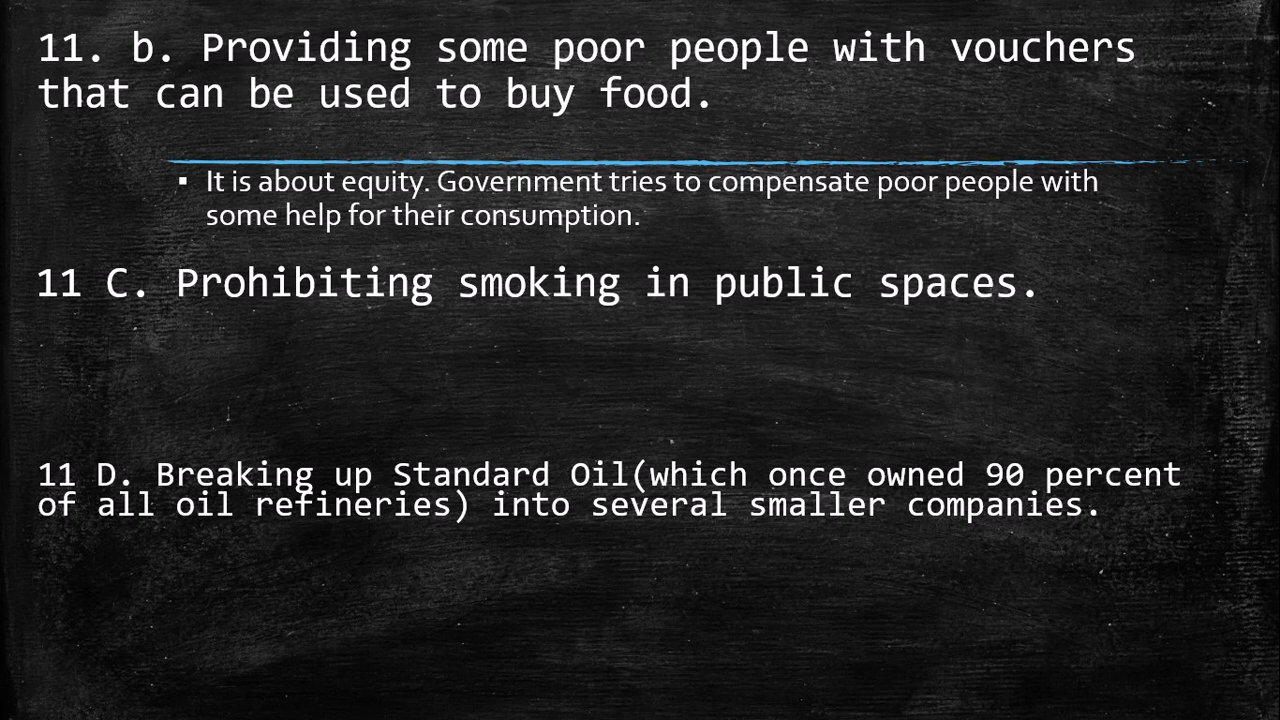 11. b. Providing some poor people with vouchers
that can be used to buy food.
▪ It is about equity. Government tries to compensate poor people with
some help for their consumption.
11 C. Prohibiting smoking in public spaces.
11 D. Breaking up Standard Oil(which once owned 90 percent
of all oil refineries) into several smaller companies.